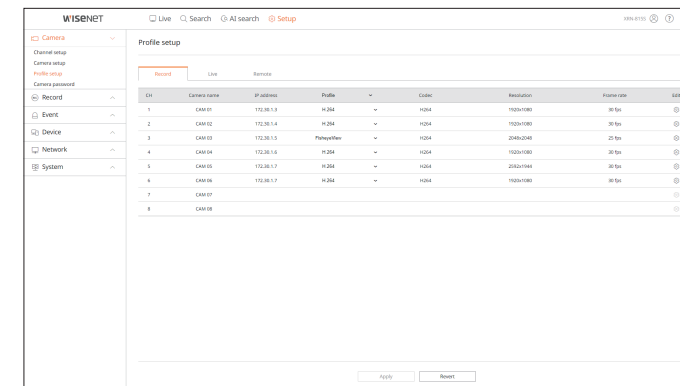 WISENET
Live Search AI search Setup
XRN-815S
Camera
Channel setup
Camera setup
Profile setup
Camera password
Record
Event
Device
Network
System
Profile setup
Record Live Remote
CH Camera name IP address Profile Codec Resolution Frame rate Edit
1 CAM 01 172.30.1.3 H.264 H264 1920x1080 30 fps
2 CAM 02 172.30.1.4 H.264 H264 1920x1080 30 fps
3 CAM 03 172.30.1.5 FisheyeView H264 2048x2048 25 fps
4 CAM 04 172.30.1.6 H.264 H264 1920x1080 30 fps
5 CAM 05 172.30.1.7 H.264 H264 2592x1944 30 fps
6 CAM 06 172.30.1.7 H.264 H264 1920x1080 30 fps
7 CAM 07
8 CAM 08
Apply Revert